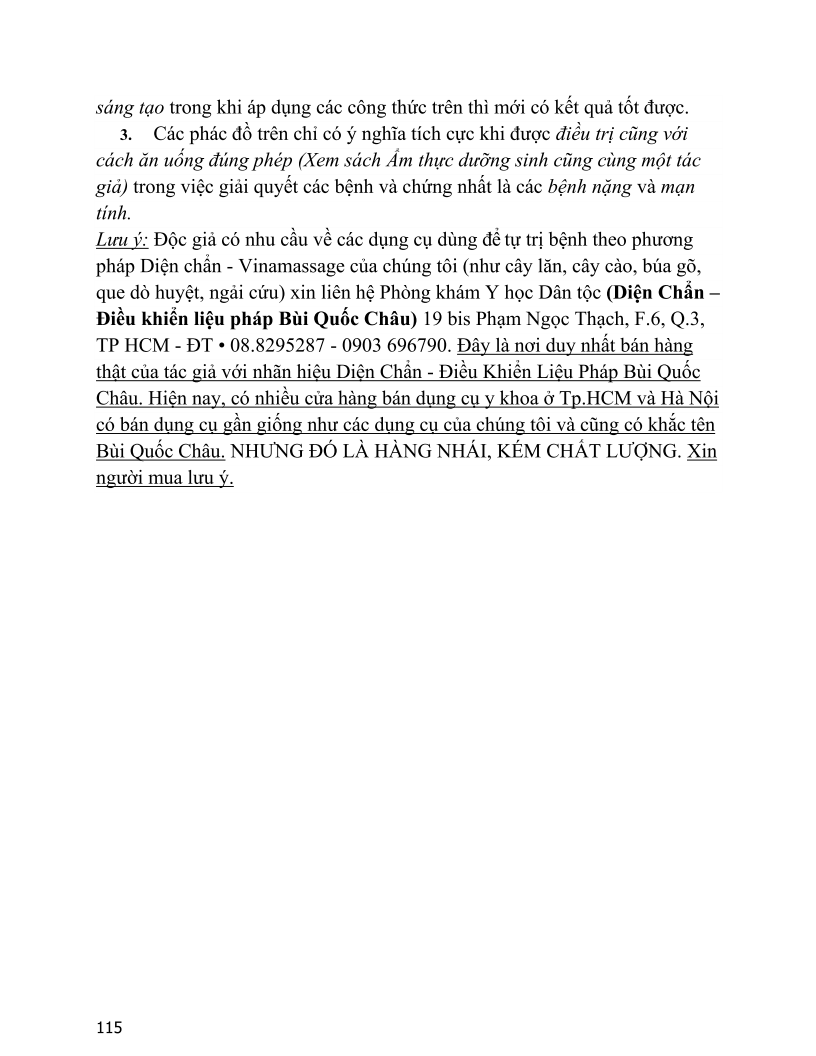 sáng tạo trong khi áp dụng các công thức trên thì mới có kết quả tốt được.
3. Các phác đồ trên chỉ có ý nghĩa tích cực khi được điều trị cũng với
cách ăn uống đúng phép (Xem sách Ẩm thực dưỡng sinh cũng cùng một tác
giả) trong việc giải quyết các bệnh và chứng nhất là các bệnh nặng và mạn
tính.
Lưu ý: Độc giả có nhu cầu về các dụng cụ dùng để tự trị bệnh theo phương
pháp Diện chẩn - Vinamassage của chúng tôi (như cây lăn, cây cào, búa gõ,
que dò huyệt, ngải cứu) xin liên hệ Phòng khám Y học Dân tộc (Diện Chẩn –
Điều khiển liệu pháp Bùi Quốc Châu) 19 bis Phạm Ngọc Thạch, F.6, Q.3,
TP HCM - ĐT • 08.8295287 - 0903 696790. Đây là nơi duy nhất bán hàng
thật của tác giả với nhãn hiệu Diện Chẩn - Điều Khiển Liệu Pháp Bùi Quốc
Châu. Hiện nay, có nhiều cửa hàng bán dụng cụ y khoa ở Tp.HCM và Hà Nội
có bán dụng cụ gần giống như các dụng cụ của chúng tôi và cũng có khắc tên
Bùi Quốc Châu. NHƯNG ĐÓ LÀ HÀNG NHÁI, KÉM CHẤT LƯỢNG. Xin
người mua lưu ý.
115